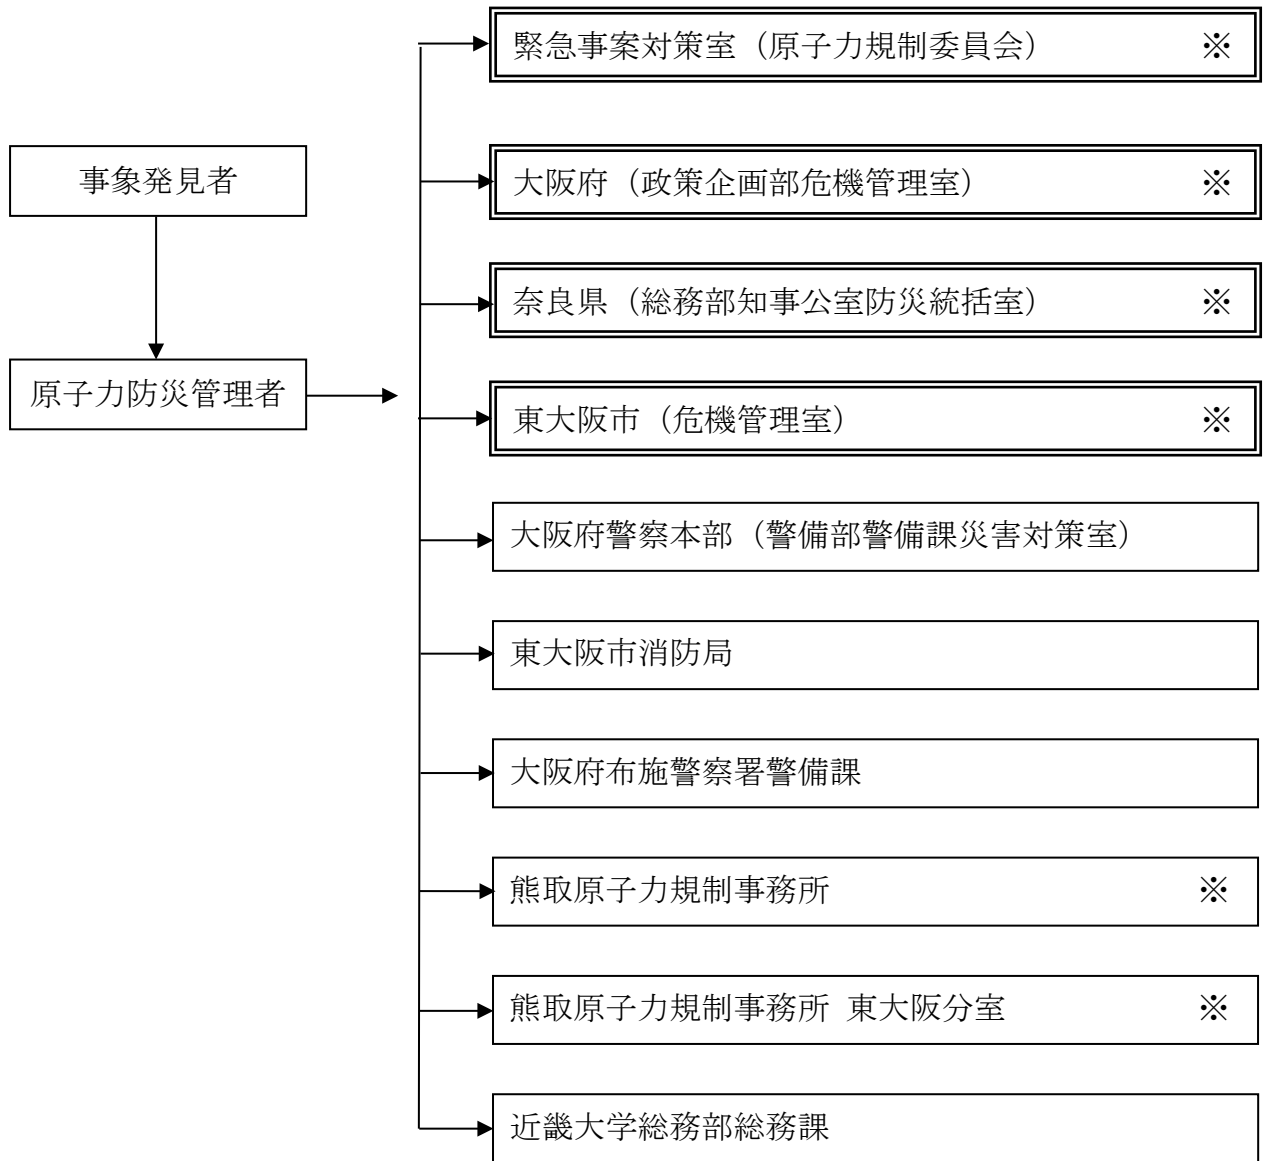 緊急事案対策室（原子力規制委員会） ※
事象発見者
大阪府（政策企画部危機管理室） ※
奈良県（総務部知事公室防災統括室） ※
原子力防災管理者
東大阪市（危機管理室） ※
大阪府警察本部（警備部警備課災害対策室）
東大阪市消防局
大阪府布施警察署警備課
熊取原子力規制事務所 ※
熊取原子力規制事務所 東大阪分室 ※
近畿大学総務部総務課